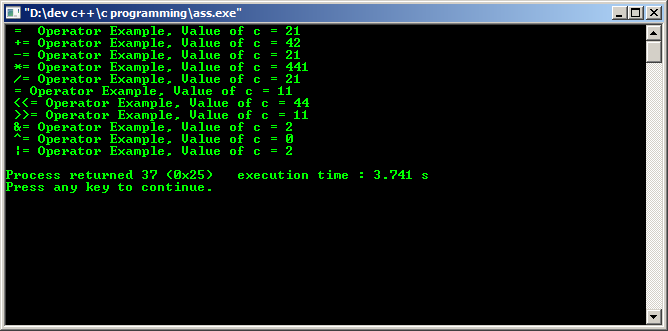 "D:\dev c++\c programming\ass.exe"
=  Operator Example, Value of c = 21
+= Operator Example, Value of c = 42
-= Operator Example, Value of c = 21
*= Operator Example, Value of c = 441
/= Operator Example, Value of c = 21
= Operator Example, Value of c = 11
<<= Operator Example, Value of c = 44
>>= Operator Example, Value of c = 11
&= Operator Example, Value of c = 2
^= Operator Example, Value of c = 0
|= Operator Example, Value of c = 2
Process returned 37 (0x25)   execution time : 3.741 s
Press any key to continue.